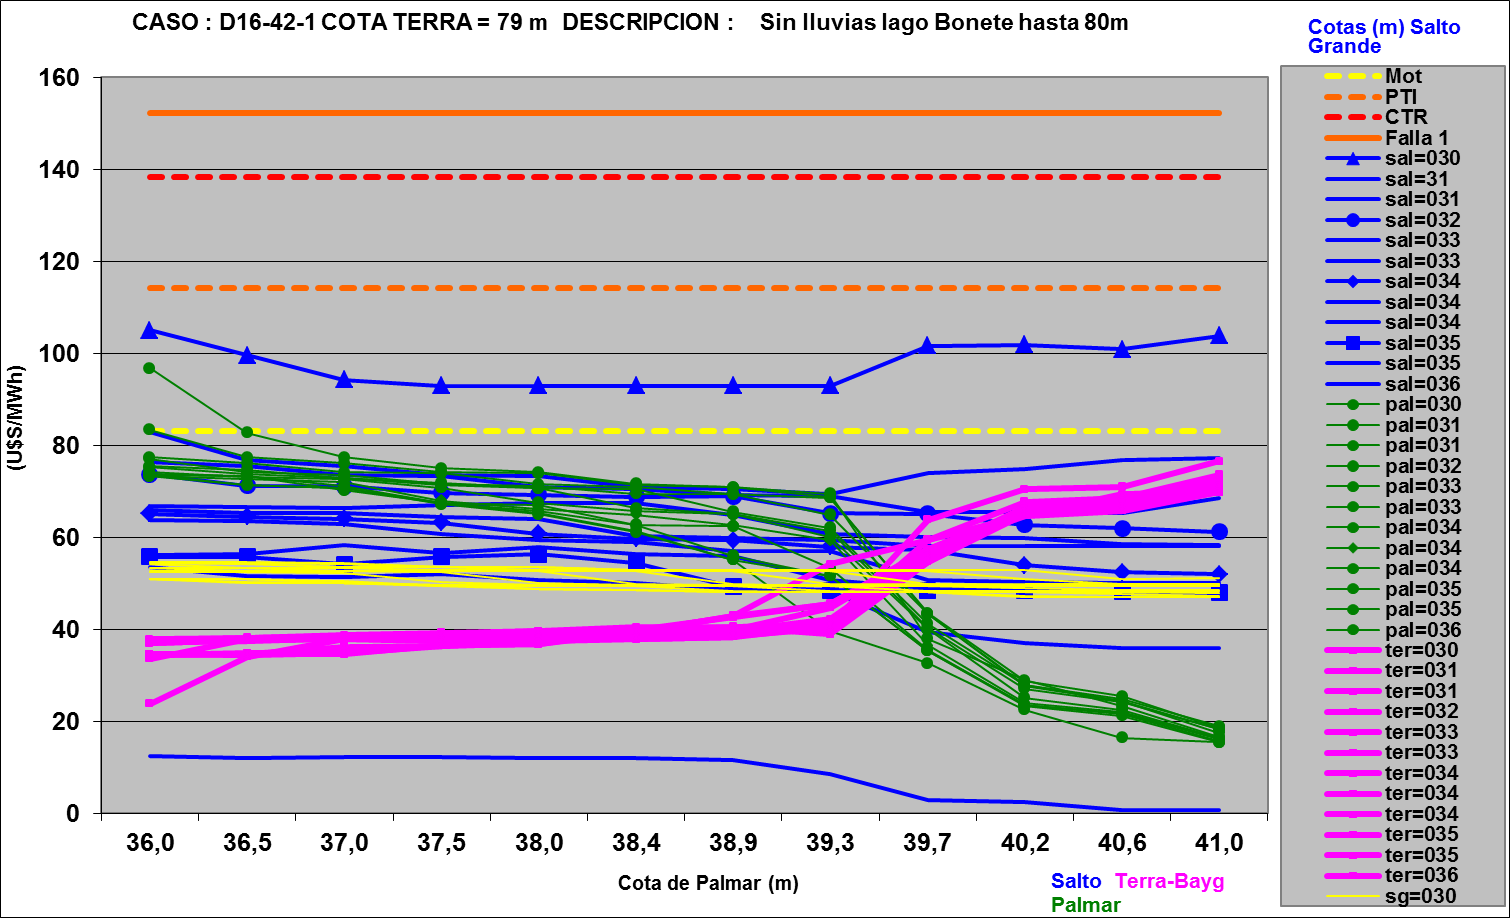 CASO : D16-42-1 COTA TERRA = 79 m DESCRIPCION : Sin lluvias lago Bonete hasta 80m
Cotas (m) Salto
Grande
160
140
120
100
80
60
40
20
0
(U$S/MWh)
36,0 36,5 37,0 37,5 38,0 38,4 38,9 39,3 39,7 40,2 40,6 41,0
Cota de Palmar (m)
Salto Terra-Bayg
Palmar
Mot
PTI
CTR
Falla 1
sal=030
sal=31
sal=031
sal=032
sal=033
sal=033
sal=034
sal=034
sal=034
sal=035
sal=035
sal=036
pal=030
pal=031
pal=031
pal=032
pal=033
pal=033
pal=034
pal=034
pal=034
pal=035
pal=035
pal=036
ter=030
ter=031
ter=031
ter=032
ter=033
ter=033
ter=034
ter=034
ter=034
ter=035
ter=035
ter=036
sg=030